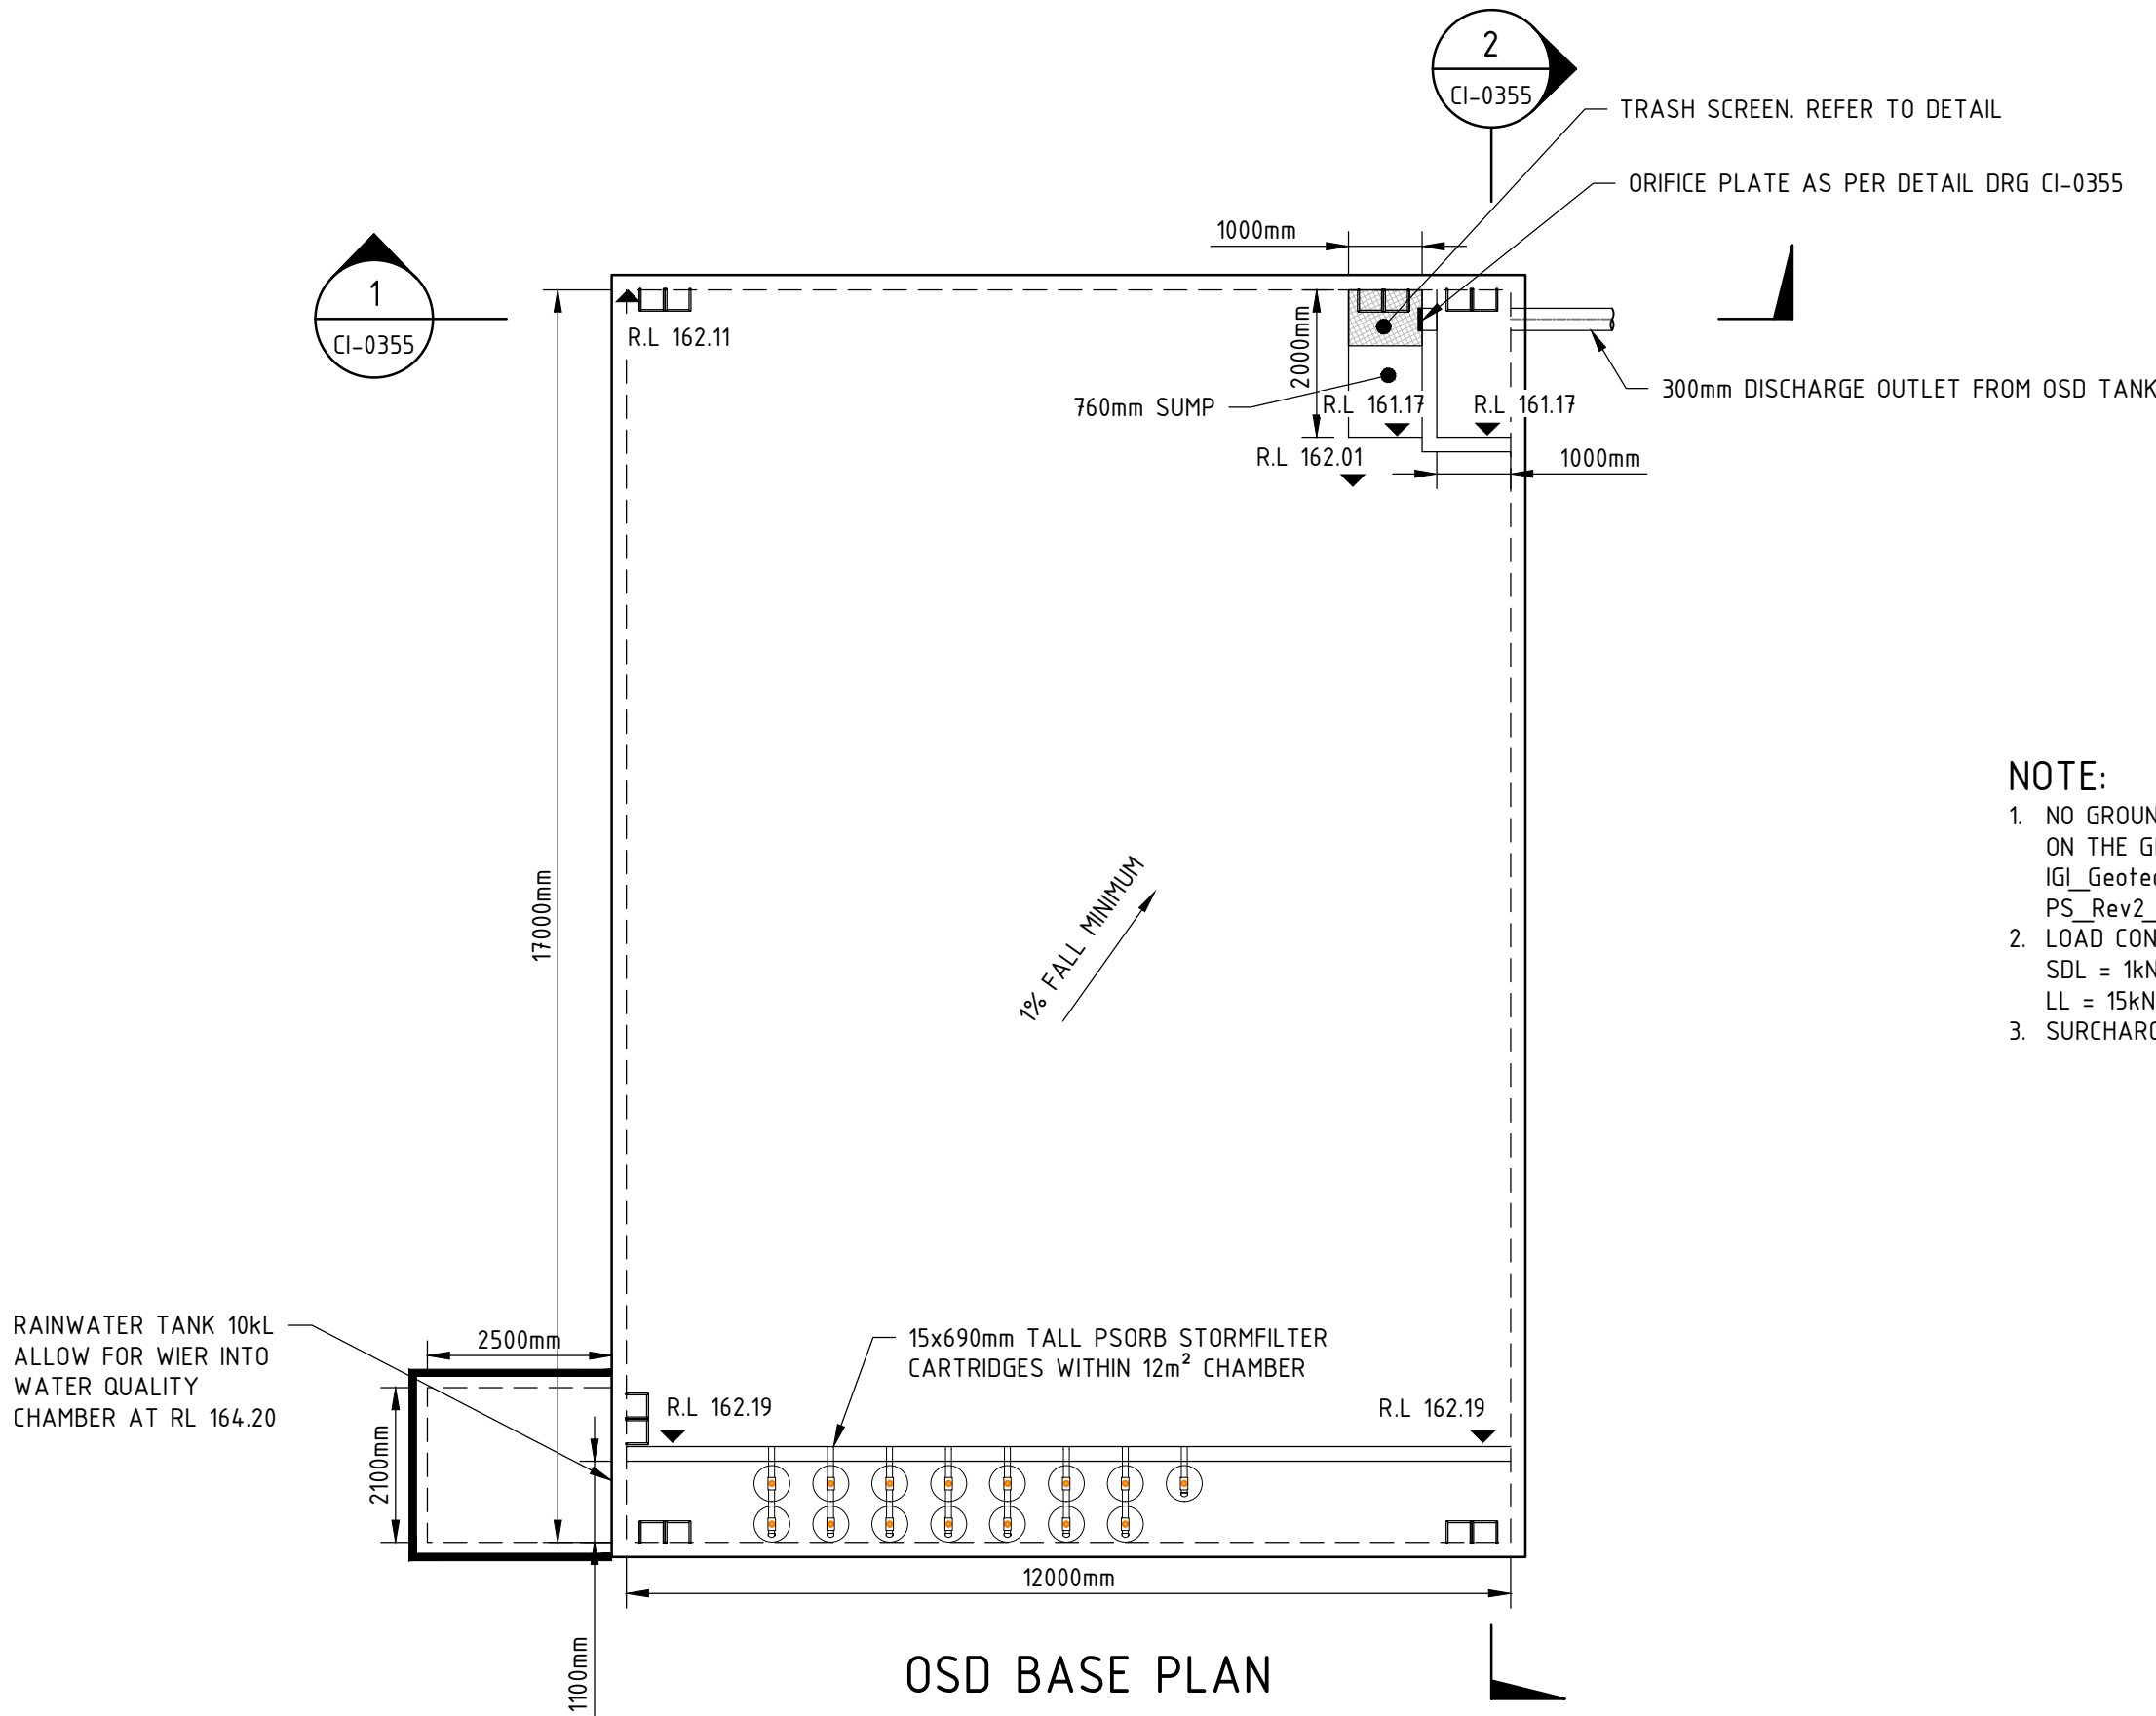 2
CI-0355
TRASH SCREEN. REFER TO DETAIL
ORIFICE PLATE AS PER DETAIL DRG CI-0355
1000mm
1
CI-0355
R.L 162.11
2000mm
300mm DISCHARGE OUTLET FROM OSD TANK
760mm SUMP
R.L 161.17
R.L 161.17
R.L 162.01
1000mm
NOTE:
1. NO GROUN
ON THE G
IGI_Geotec
PS_Rev2_
2. LOAD CON
SDL = 1kN
LL = 15kN
3. SURCHARG
17000mm
1% FALL MINIMUM
RAINWATER TANK 10kL
ALLOW FOR WIER INTO
WATER QUALITY
CHAMBER AT RL 164.20
2500mm
15x690mm TALL PSORB STORMFILTER
CARTRIDGES WITHIN 12m² CHAMBER
R.L 162.19
R.L 162.19
2100mm
12000mm
1100mm
OSD BASE PLAN